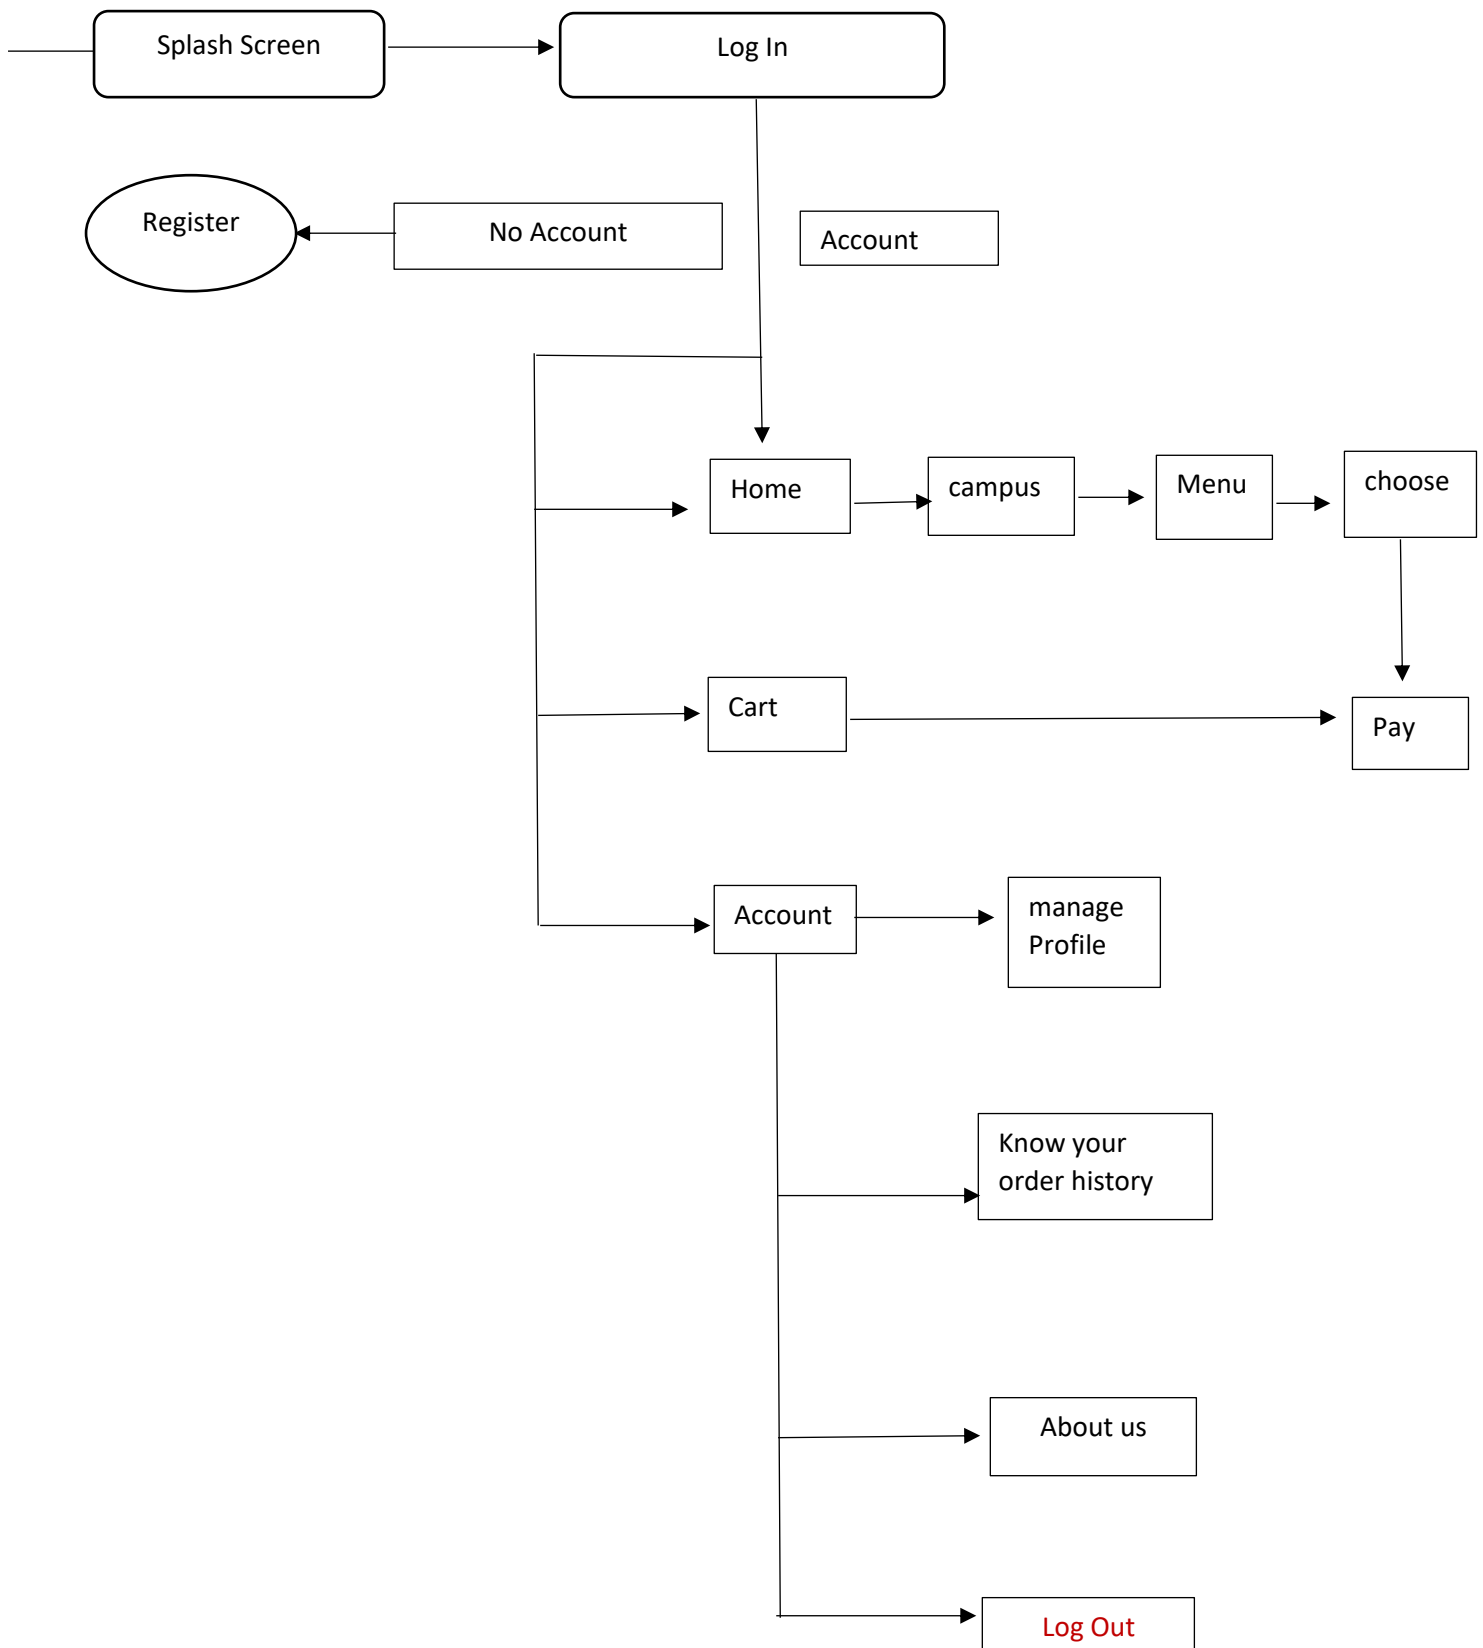 Splash Screen
Log In
Register
No Account
Account
Home
campus
Menu
choose
Cart
Pay
Account
manage
Profile
Know your
order history
About us
Log Out